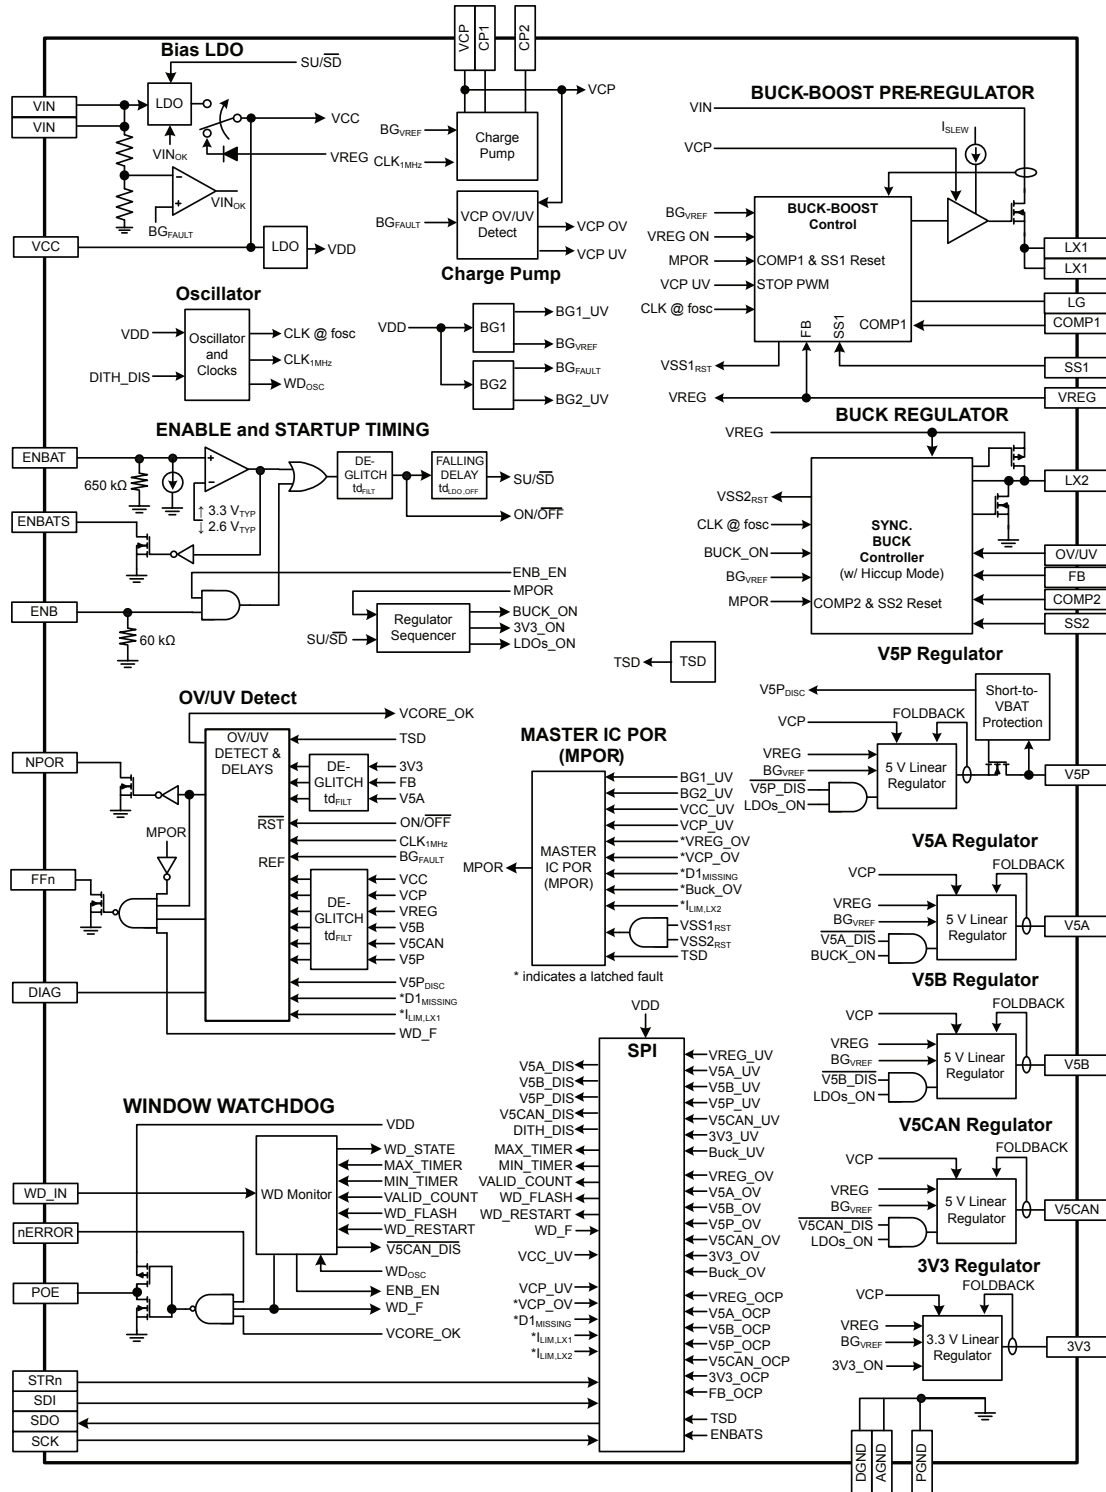 VCP
CP1
CP2
Bias LDO
SU/SD
VIN
VIN
LDO
VCC
VIN_OK
VREG
VIN_OK
BG_FAULT
VCC
LDO
VDD
VCP
BG_VREF
CLK_1MHz
Charge
Pump
BG_FAULT
VCP OV/UV
Detect
VCP OV
VCP UV
Charge Pump
BUCK-BOOST PRE-REGULATOR
VIN
I_SLEW
VCP
BUCK-BOOST
Control
BG_VREF
VREG ON
MPOR
COMP1 & SS1 Reset
VCP UV
STOP PWM
CLK @ fosc
FB
SS1
COMP1
VSS1_RST
VREG
LX1
LX1
LG
COMP1
SS1
VREG
Oscillator
VDD
DITH_DIS
Oscillator
and
Clocks
CLK @ fosc
CLK_1MHz
WD_OSC
VDD
BG1
BG2
BG1_UV
BG_VREF
BG_FAULT
BG2_UV
BUCK REGULATOR
VREG
VSS2_RST
CLK @ fosc
BUCK_ON
BG_VREF
MPOR
SYNC.
BUCK
Controller
(w/ Hiccup Mode)
COMP2 & SS2 Reset
LX2
OV/UV
FB
COMP2
SS2
ENABLE and STARTUP TIMING
ENBAT
650 kΩ
ENBATS
↑ 3.3 V_TYP
↓ 2.6 V_TYP
DE-
GLITCH
td_FILT
FALLING
DELAY
td_LDO,OFF
SU/SD
ON/OFF
ENB
60 kΩ
ENB_EN
MPOR
SU/SD
Regulator
Sequencer
BUCK_ON
3V3_ON
LDOs_ON
TSD
TSD
V5P Regulator
V5P_DISC
Short-to-
VBAT
Protection
VCP
FOLDBACK
VREG
BG_VREF
V5P_DIS
LDOs_ON
5 V Linear
Regulator
V5P
OV/UV Detect
VCORE_OK
OV/UV
DETECT &
DELAYS
TSD
DE-
GLITCH
td_FILT
3V3
FB
V5A
RST
ON/OFF
CLK_1MHz
REF
BG_FAULT
DE-
GLITCH
td_FILT
VCC
VCP
VREG
V5B
V5CAN
V5P
V5P_DISC
*D1_MISSING
*I_LIM,LX1
WD_F
NPOR
MPOR
FFn
DIAG
MASTER IC POR
(MPOR)
MPOR
MASTER
IC POR
(MPOR)
BG1_UV
BG2_UV
VCC_UV
VCP_UV
*VREG_OV
*VCP_OV
*D1_MISSING
*Buck_OV
*I_LIM,LX2
VSS1_RST
VSS2_RST
TSD
* indicates a latched fault
V5A Regulator
VCP
FOLDBACK
VREG
BG_VREF
V5A_DIS
BUCK_ON
5 V Linear
Regulator
V5A
V5B Regulator
VCP
FOLDBACK
VREG
BG_VREF
V5B_DIS
LDOs_ON
5 V Linear
Regulator
V5B
V5CAN Regulator
VCP
FOLDBACK
VREG
BG_VREF
V5CAN_DIS
LDOs_ON
5 V Linear
Regulator
V5CAN
3V3 Regulator
VCP
FOLDBACK
VREG
BG_VREF
3V3_ON
3.3 V Linear
Regulator
3V3
WINDOW WATCHDOG
VDD
WD Monitor
WD_STATE
MAX_TIMER
MIN_TIMER
VALID_COUNT
WD_FLASH
WD_RESTART
V5CAN_DIS
WD_OSC
ENB_EN
WD_F
VCORE_OK
WD_IN
nERROR
POE
VDD
SPI
V5A_DIS
V5B_DIS
V5P_DIS
V5CAN_DIS
DITH_DIS
MAX_TIMER
MIN_TIMER
VALID_COUNT
WD_FLASH
WD_RESTART
WD_F
VCC_UV
VCP_UV
*VCP_OV
*D1_MISSING
*I_LIM,LX1
*I_LIM,LX2
VREG_UV
V5A_UV
V5B_UV
V5P_UV
V5CAN_UV
3V3_UV
Buck_UV
VREG_OV
V5A_OV
V5B_OV
V5P_OV
V5CAN_OV
3V3_OV
Buck_OV
VREG_OCP
V5A_OCP
V5B_OCP
V5P_OCP
V5CAN_OCP
3V3_OCP
FB_OCP
TSD
ENBATS
STRn
SDI
SDO
SCK
DGND
AGND
PGND